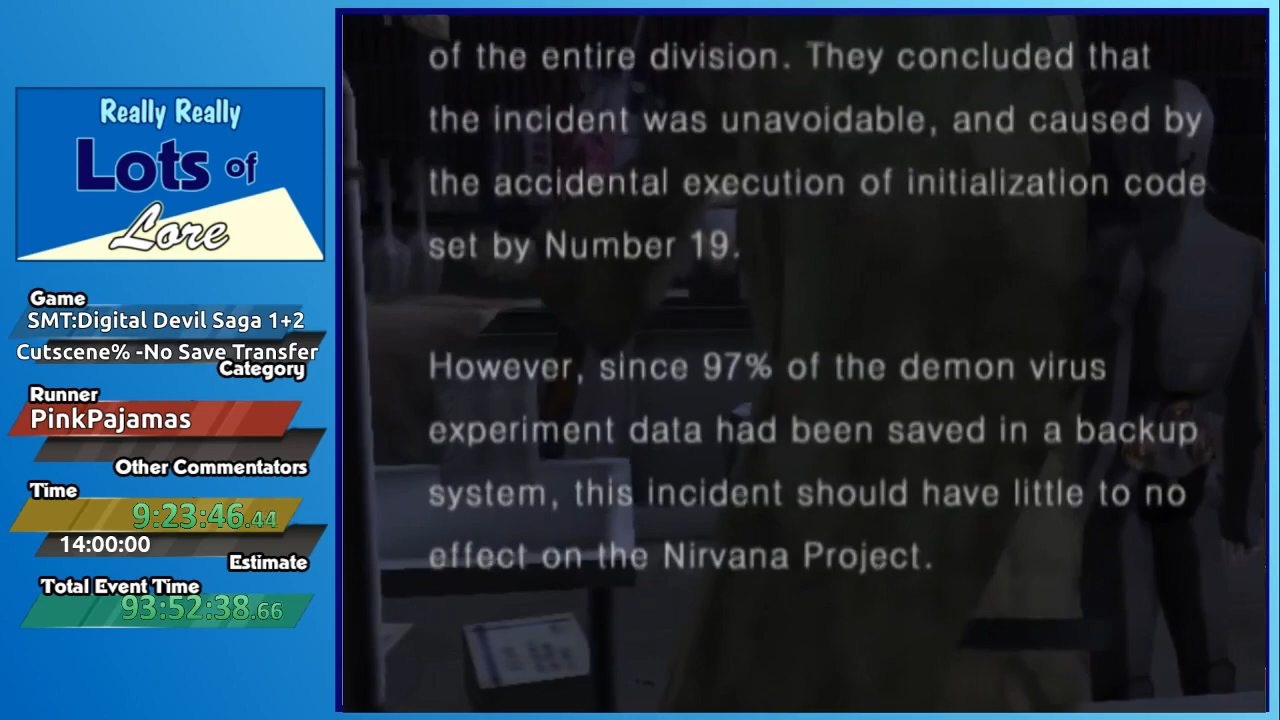 Really Really
Lots of
Lore
Game
SMT:Digital Devil Saga 1+2
Cutscene% -No Save Transfer
Category
Runner
PinkPajamas
Other Commentators
Time
9:23:46.44
14:00:00
Estimate
Total Event Time
93:52:38.66
of the entire division. They concluded that
the incident was unavoidable, and caused by
the accidental execution of initialization code
set by Number 19.
However, since 97% of the demon virus
experiment data had been saved in a backup
system, this incident should have little to no
effect on the Nirvana Project.